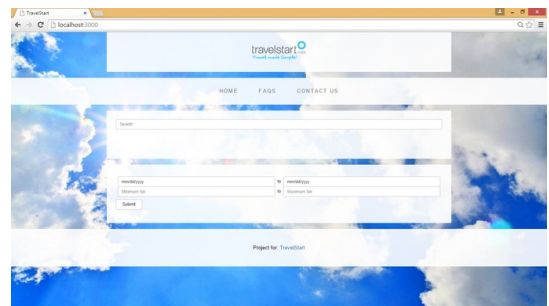 TravelStart
localhost:3000
travelstart
.com
Travel made Simple!
HOME FAQS CONTACT US
Search
mm/dd/yyyy to mm/dd/yyyy
Minimum fair to Maximum fair
Submit
Project for: TravelStart